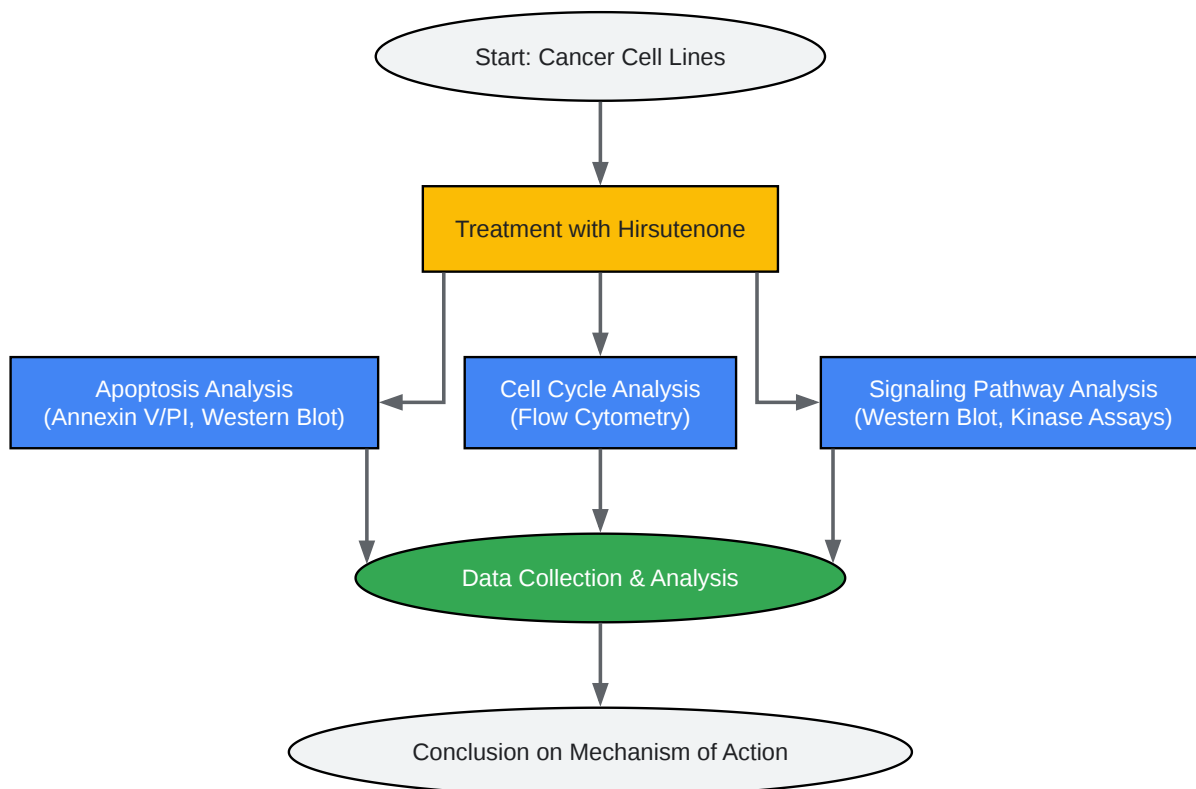 Start: Cancer Cell Lines
Treatment with Hirsutenone
Apoptosis Analysis
(Annexin V/PI, Western Blot)
Cell Cycle Analysis
(Flow Cytometry)
Signaling Pathway Analysis
(Western Blot, Kinase Assays)
Data Collection & Analysis
Conclusion on Mechanism of Action